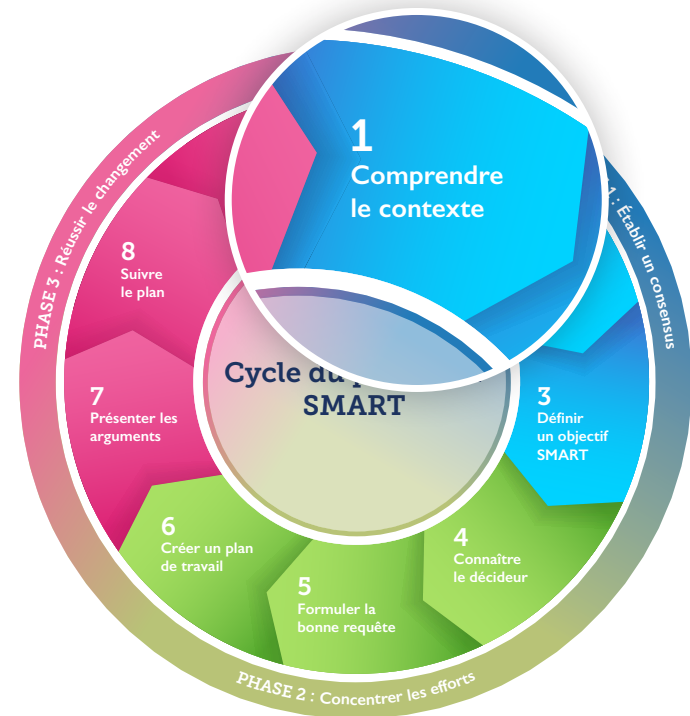 1
Comprendre
le contexte
1 : Établir un consensus
3
Définir
un objectif
SMART
4
Connaître
le décideur
5
Formuler la
bonne requête
6
Créer un plan
de travail
7
Présenter les
arguments
8
Suivre
le plan
PHASE 2 : Concentrer les efforts
PHASE 3 : Réussir le changement
Cycle du
SMART